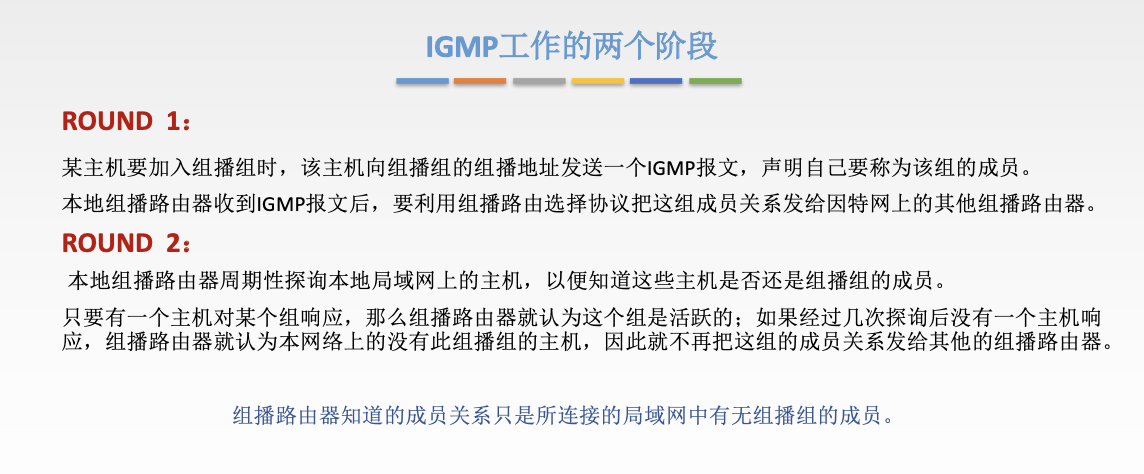 IGMP工作的两个阶段
ROUND 1：
某主机要加入组播组时，该主机向组播组的组播地址发送一个IGMP报文，声明自己要称为该组的成员。
本地组播路由器收到IGMP报文后，要利用组播路由选择协议把这组成员关系发给因特网上的其他组播路由器。
ROUND 2：
本地组播路由器周期性探询本地局域网上的主机，以便知道这些主机是否还是组播组的成员。
只要有一个主机对某个组响应，那么组播路由器就认为这个组是活跃的；如果经过几次探询后没有一个主机响
应，组播路由器就认为本网络上的没有此组播组的主机，因此就不再把这组的成员关系发给其他的组播路由器。
组播路由器知道的成员关系只是所连接的局域网中有无组播组的成员。